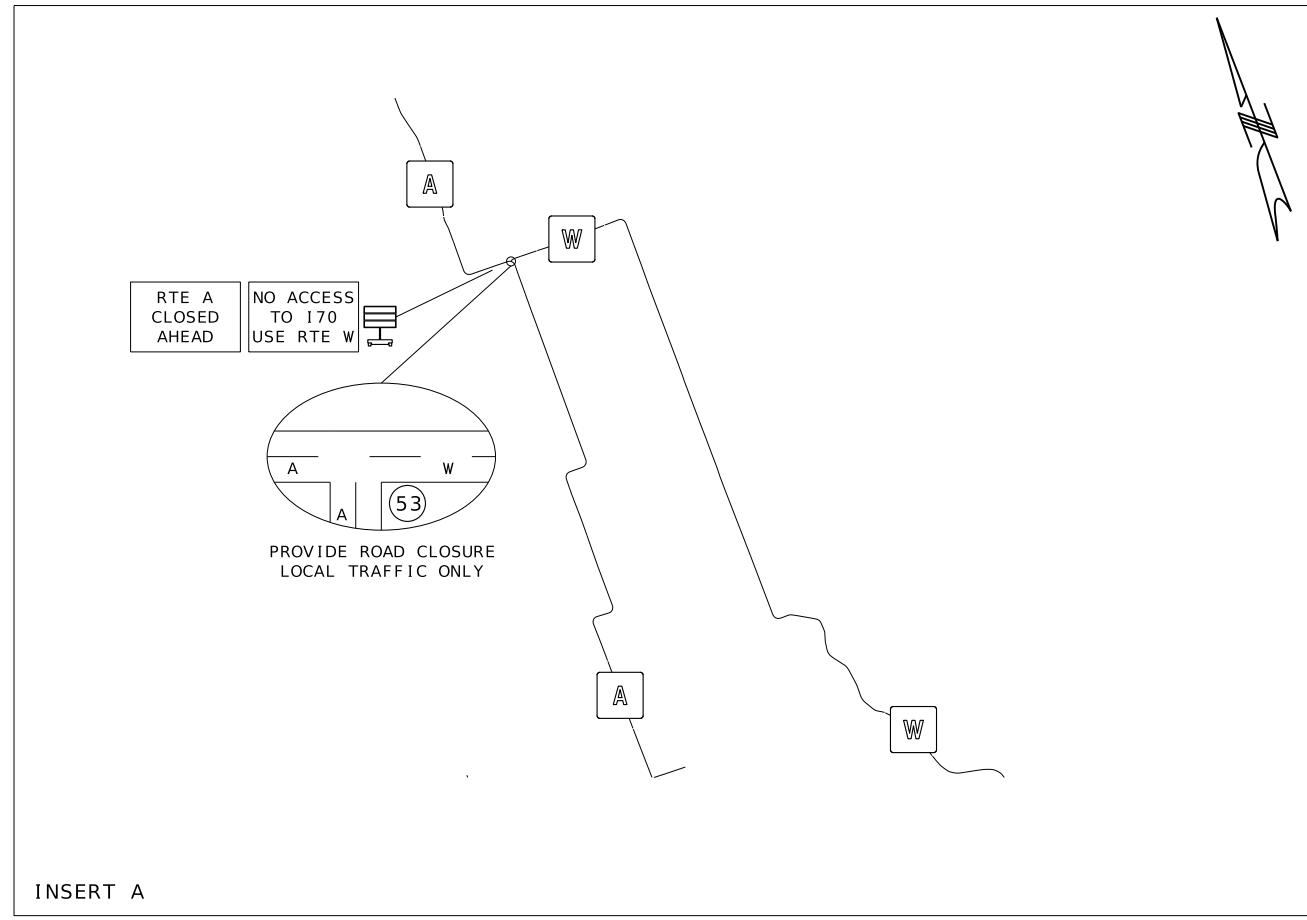 A
W
RTE A
CLOSED
AHEAD
NO ACCESS
TO I70
USE RTE W
A
W
A
53
PROVIDE ROAD CLOSURE
LOCAL TRAFFIC ONLY
A
W
INSERT A